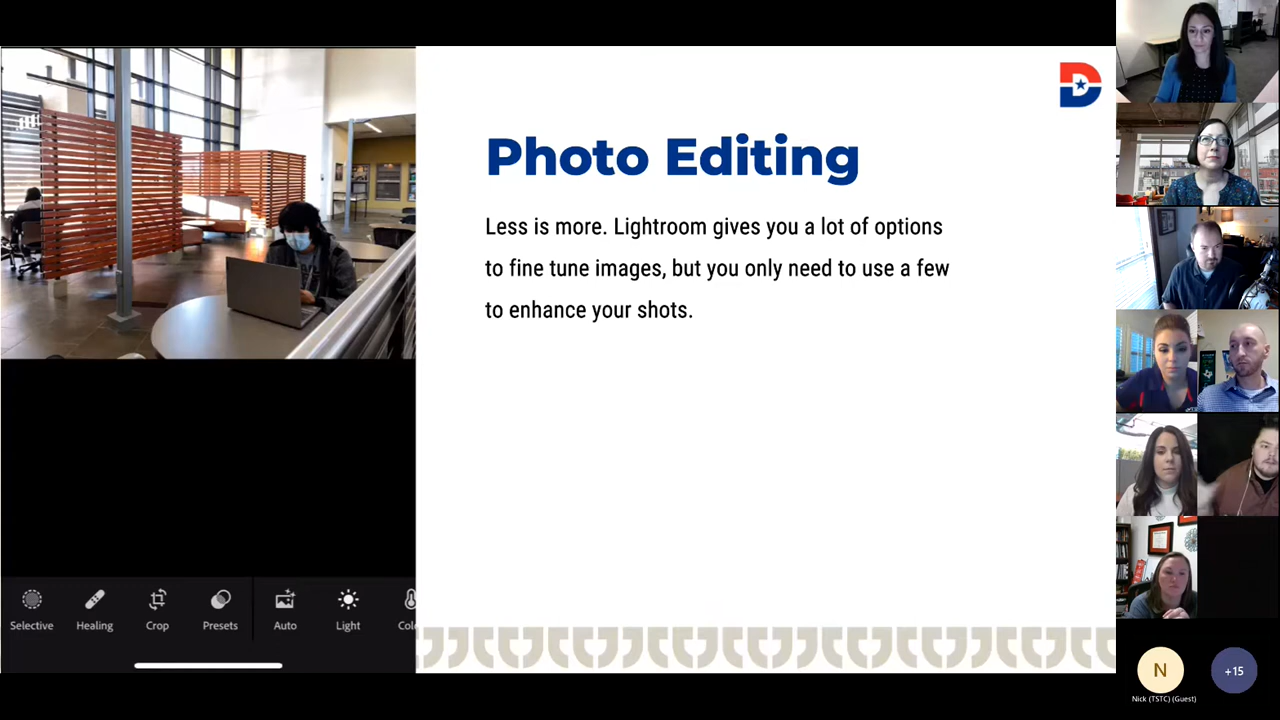 Photo Editing
Less is more. Lightroom gives you a lot of options
to fine tune images, but you only need to use a few
to enhance your shots.
Selective
Healing
Crop
Presets
Auto
Light
Col
D
N
+15
Nick (TSTC) (Guest)